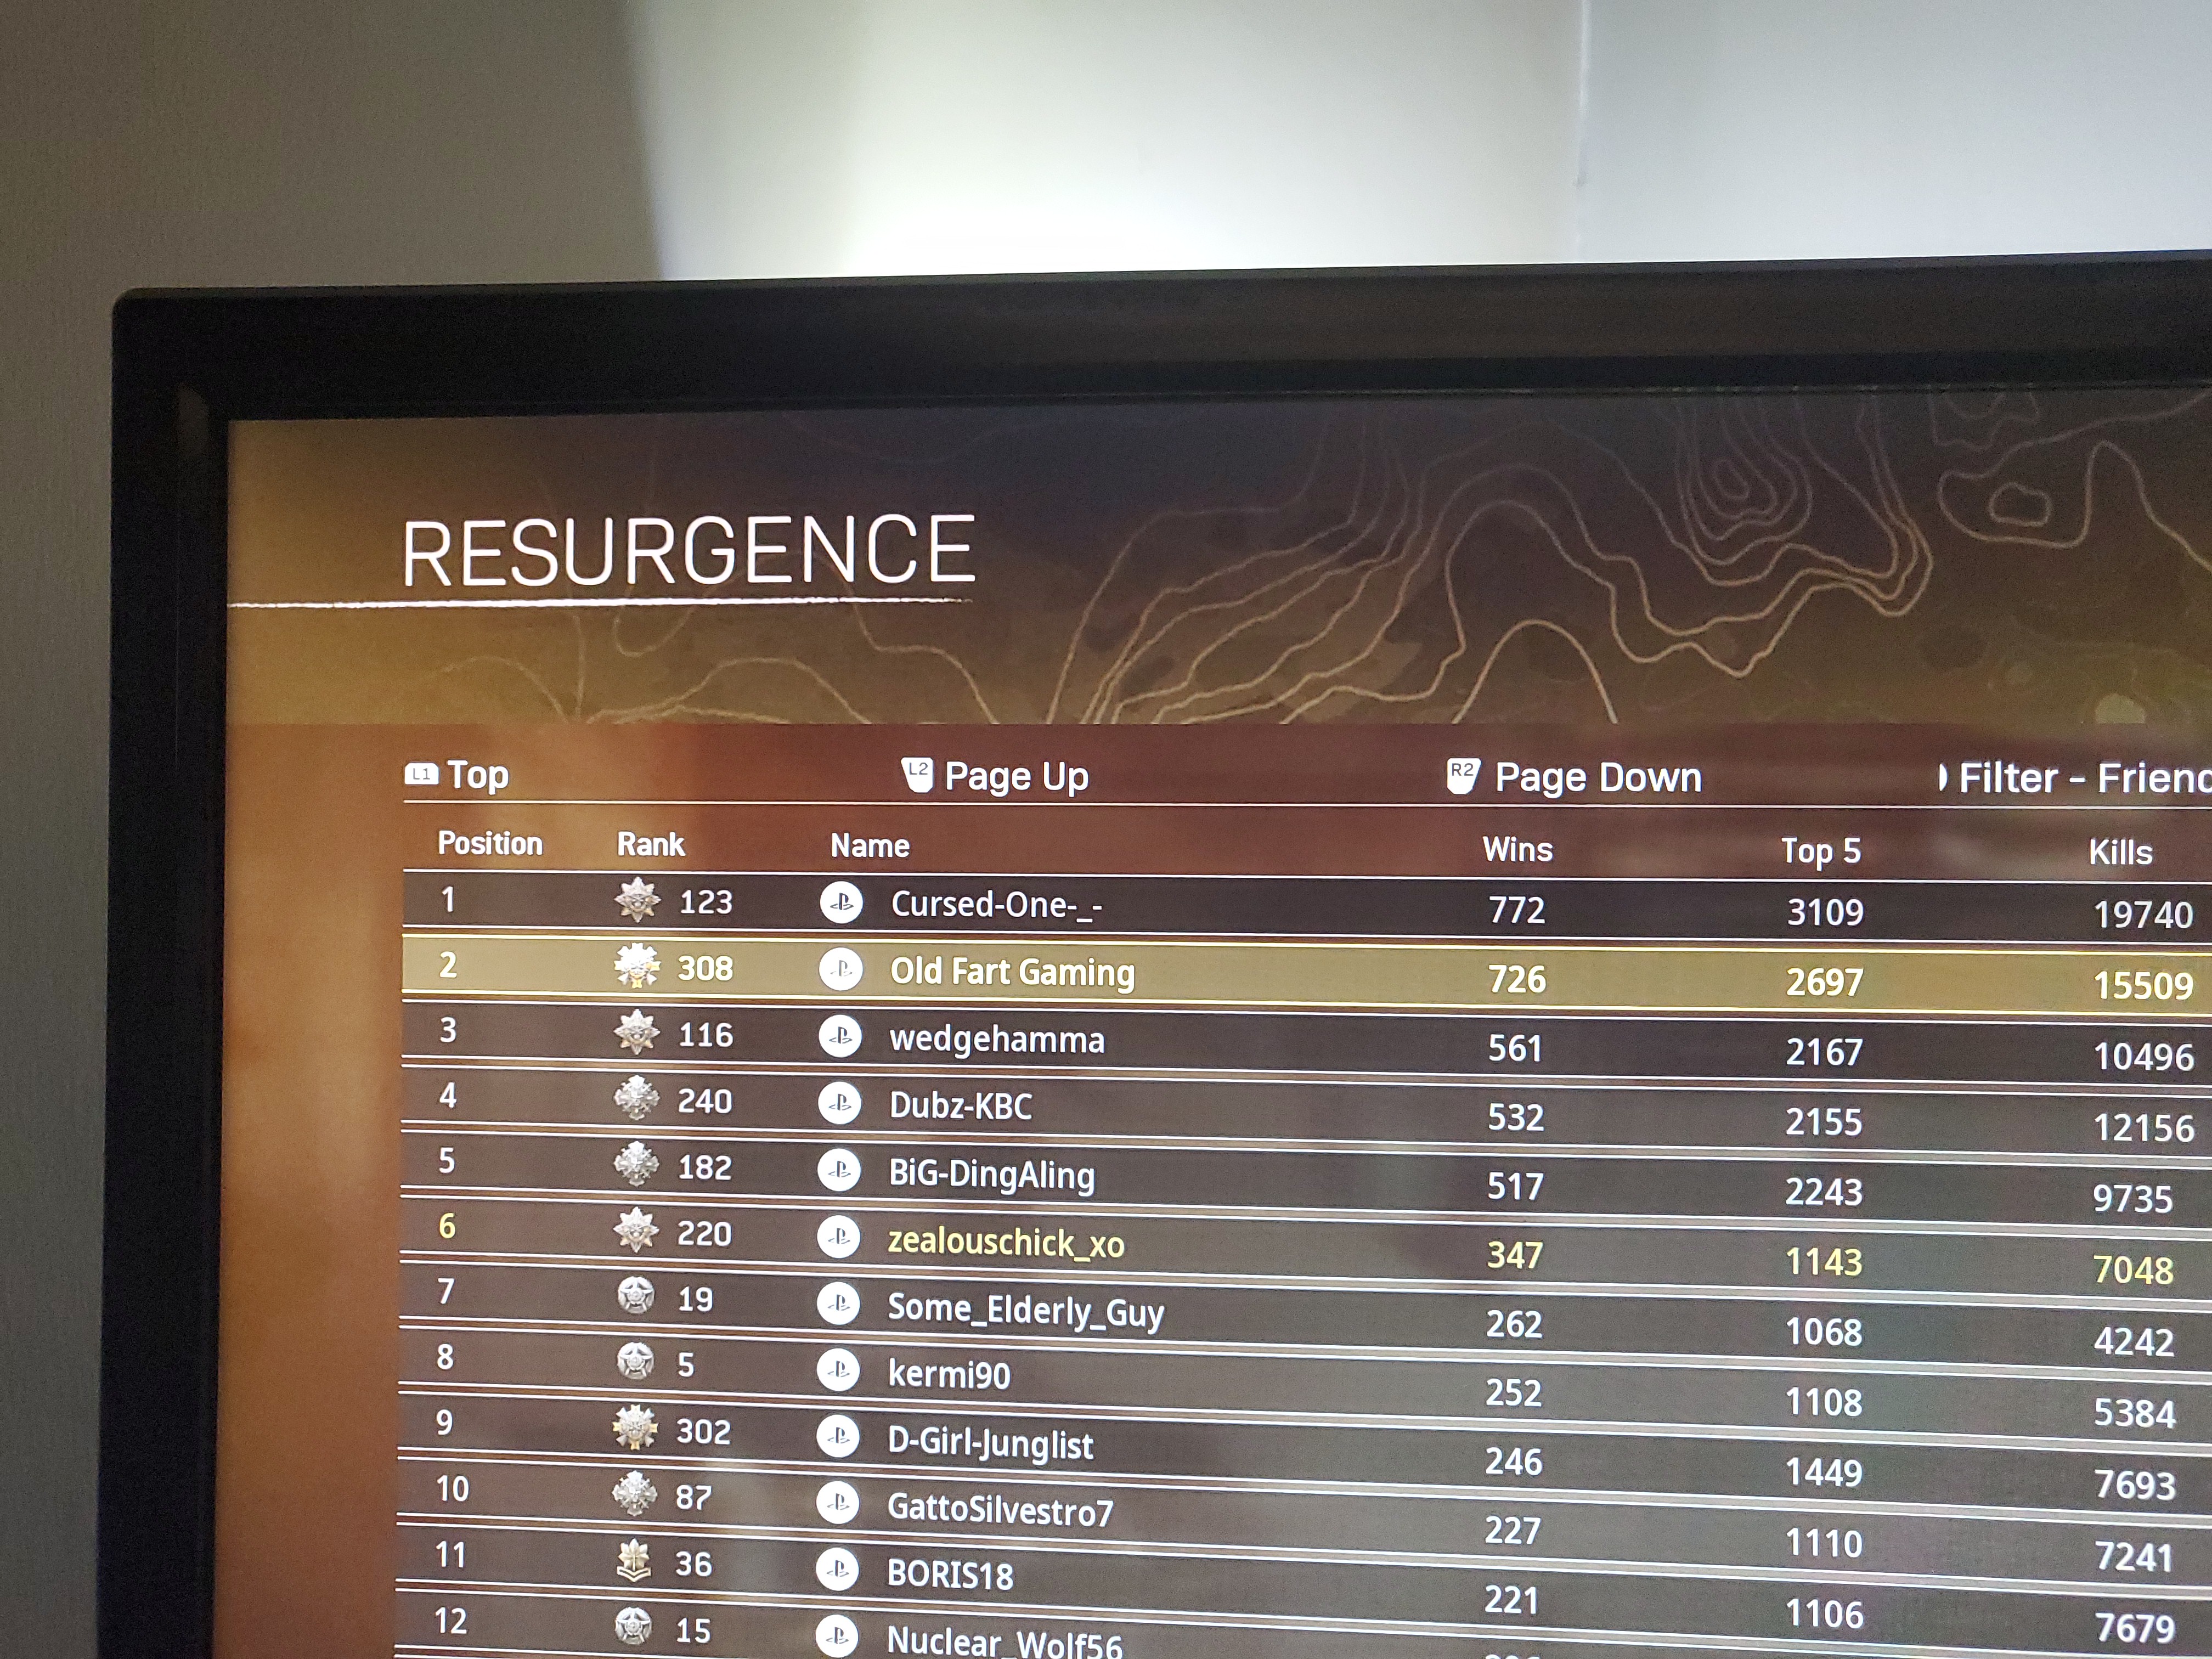 RESURGENCE
L1 Top L2 Page Up R2 Page Down Filter - Frien
Position Rank Name Wins Top 5 Kills
1 123 Cursed-One-_- 772 3109 19740
2 308 Old Fart Gaming 726 2697 15509
3 116 wedgehamma 561 2167 10496
4 240 Dubz-KBC 532 2155 12156
5 182 BiG-DingAling 517 2243 9735
6 220 zealouschick_xo 347 1143 7048
7 19 Some_Elderly_Guy 262 1068 4242
8 5 kermi90 252 1108 5384
9 302 D-Girl-Junglist 246 1449 7693
10 87 GattoSilvestro7 227 1110 7241
11 36 BORIS18 221 1106 7679
12 15 Nuclear_Wolf56